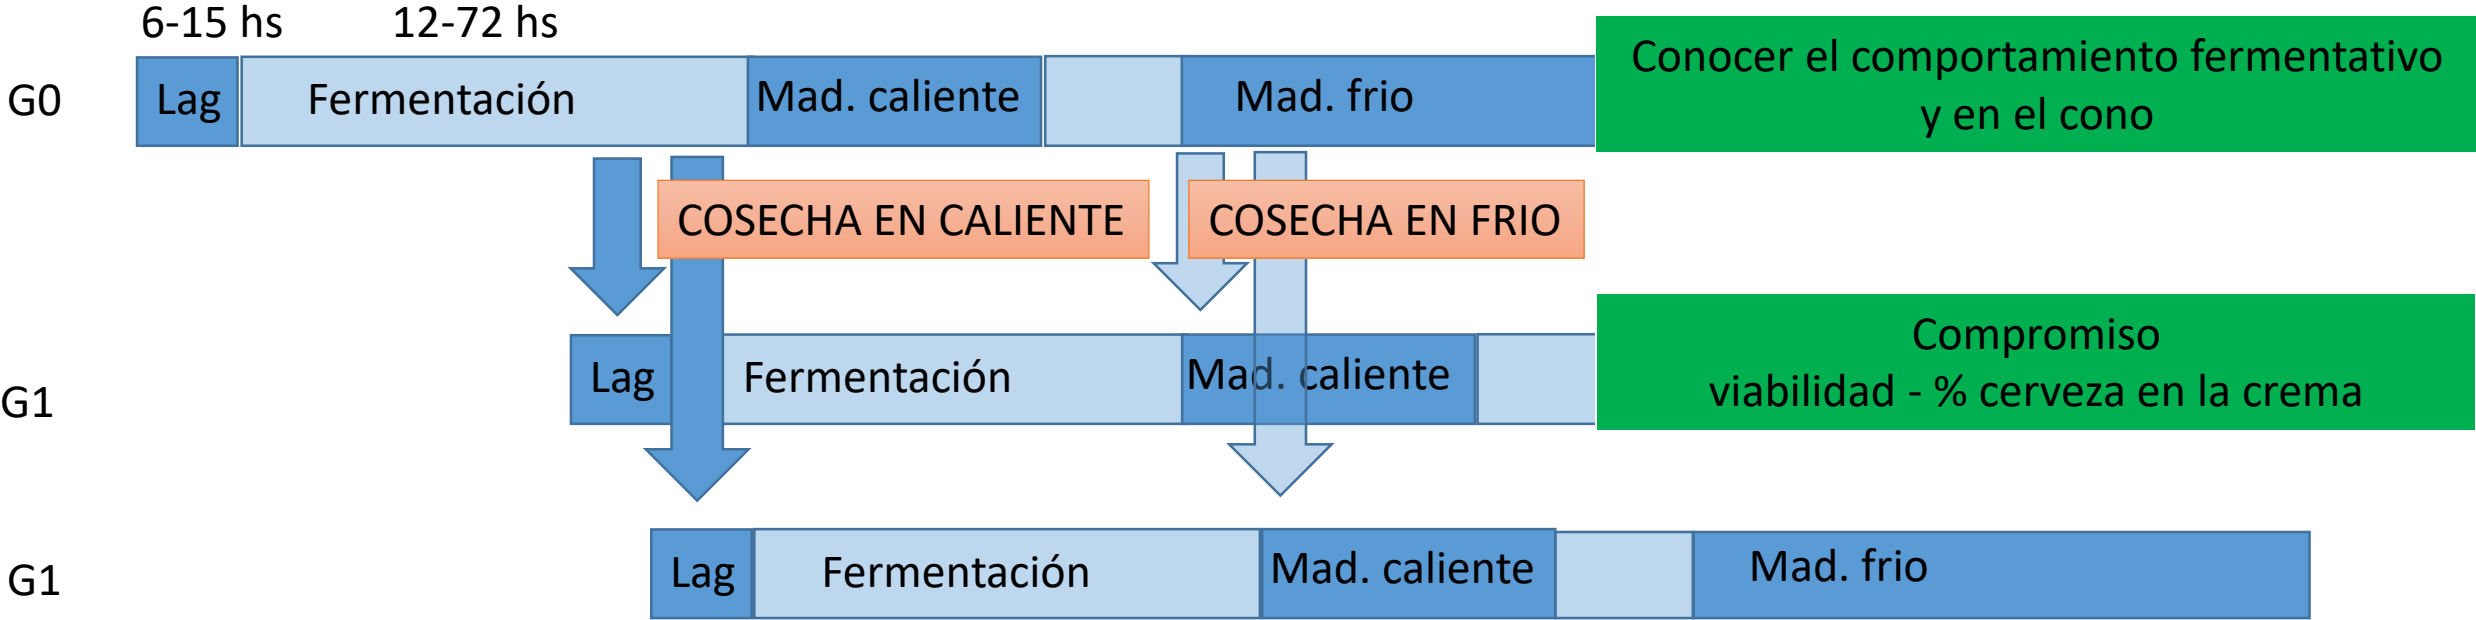 6-15 hs
12-72 hs
G0
Lag
Fermentación
Mad. caliente
Mad. frio
Conocer el comportamiento fermentativo
y en el cono
COSECHA EN CALIENTE
COSECHA EN FRIO
G1
Lag
Fermentación
Mad. caliente
Compromiso
viabilidad - % cerveza en la crema
G1
Lag
Fermentación
Mad. caliente
Mad. frio